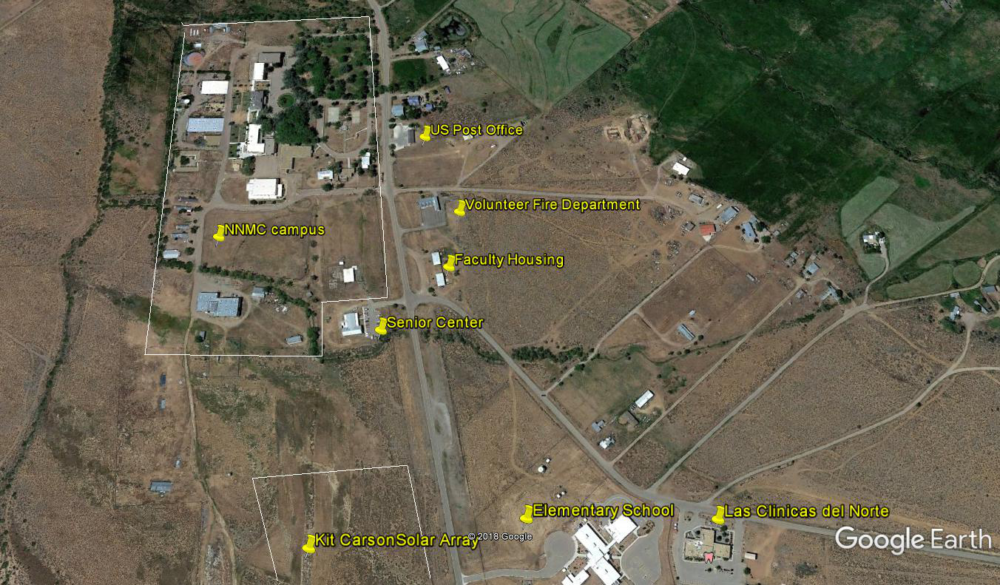 US Post Office
Volunteer Fire Department
NNMC campus
Faculty Housing
Senior Center
Elementary School
Las Clinicas del Norte
Kit CarsonSolar Array
© 2018 Google
Google Earth